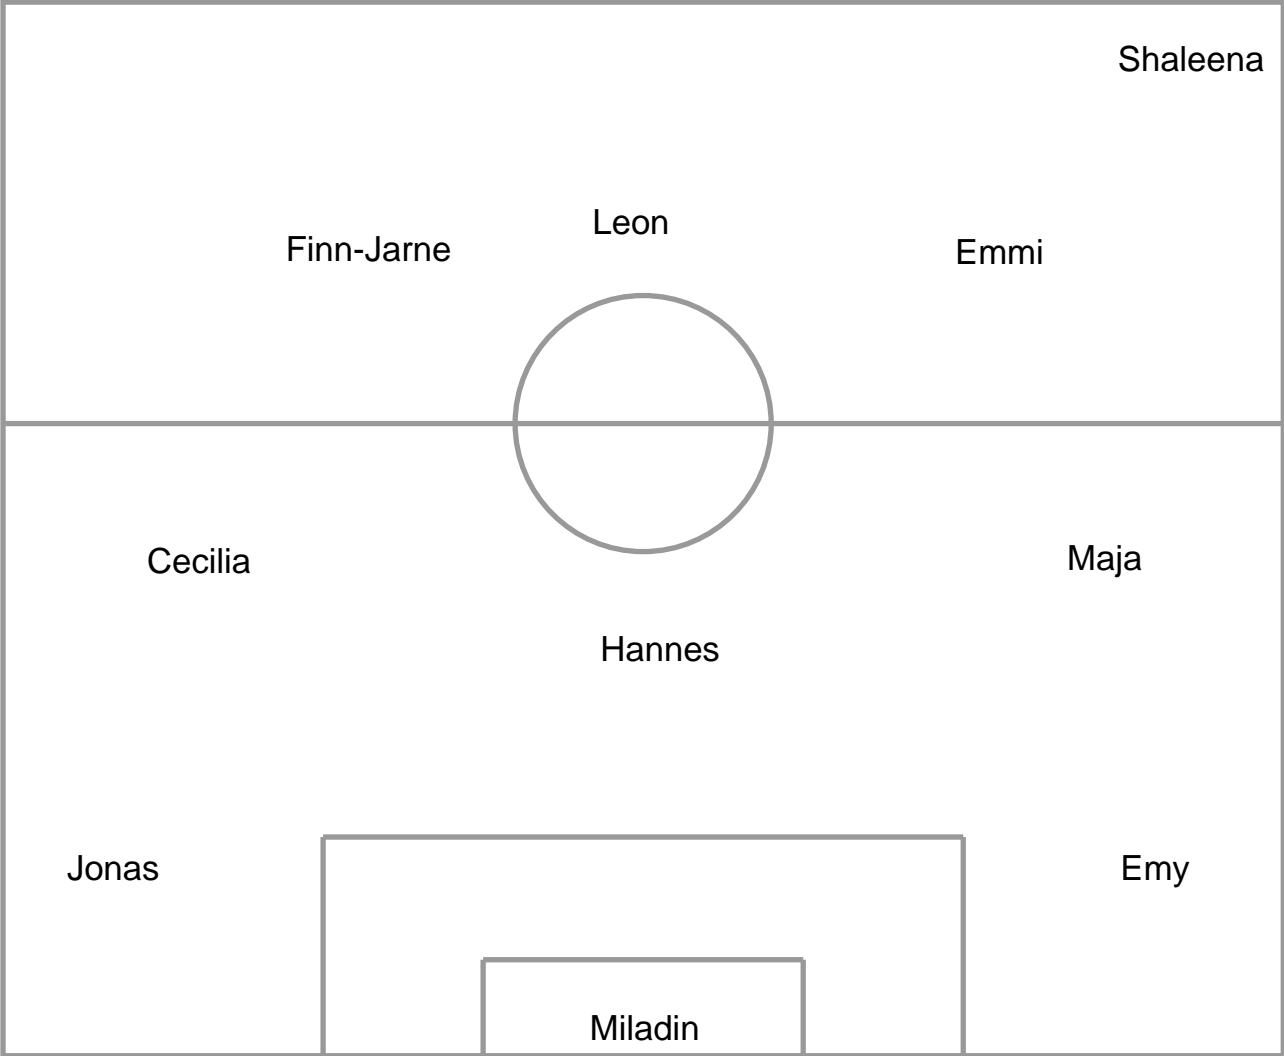 Shaleena
Leon
Finn-Jarne
Emmi
Cecilia
Maja
Hannes
Jonas
Emy
Miladin